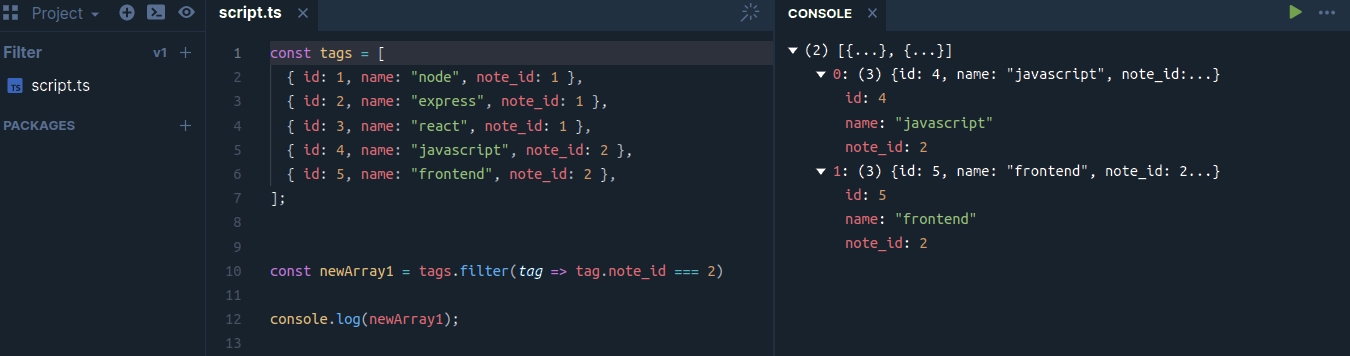 Project
Filter v1
script.ts
PACKAGES
script.ts
1 const tags = [
2 { id: 1, name: "node", note_id: 1 },
3 { id: 2, name: "express", note_id: 1 },
4 { id: 3, name: "react", note_id: 1 },
5 { id: 4, name: "javascript", note_id: 2 },
6 { id: 5, name: "frontend", note_id: 2 },
7 ];
8
9
10 const newArray1 = tags.filter(tag => tag.note_id === 2)
11
12 console.log(newArray1);
13
CONSOLE
(2) [{...}, {...}]
0: (3) {id: 4, name: "javascript", note_id:...}
id: 4
name: "javascript"
note_id: 2
1: (3) {id: 5, name: "frontend", note_id: 2...}
id: 5
name: "frontend"
note_id: 2